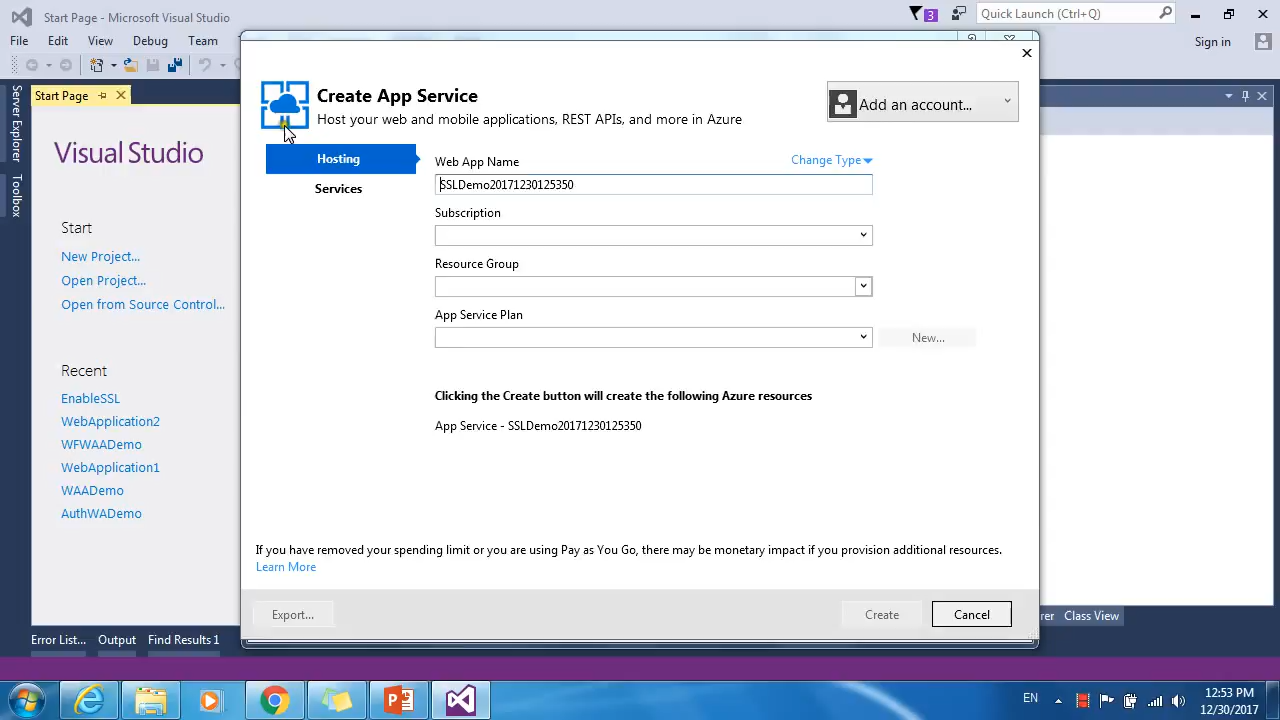 Start Page - Microsoft Visual Studio
3
Quick Launch (Ctrl+Q)
File Edit View Debug Team
Sign in
Start Page
Server Explorer
Toolbox
Visual Studio
Start
New Project...
Open Project...
Open from Source Control...
Recent
EnableSSL
WebApplication2
WFWAADemo
WebApplication1
WAADemo
AuthWADemo
Create App Service
Host your web and mobile applications, REST APIs, and more in Azure
Add an account...
Hosting
Services
Web App Name
Change Type
SSLDemo20171230125350
Subscription
Resource Group
App Service Plan
New...
Clicking the Create button will create the following Azure resources
App Service - SSLDemo20171230125350
If you have removed your spending limit or you are using Pay as You Go, there may be monetary impact if you provision additional resources.
Learn More
Export...
Create
Cancel
Class View
Error List... Output Find Results 1
EN
12:53 PM
12/30/2017